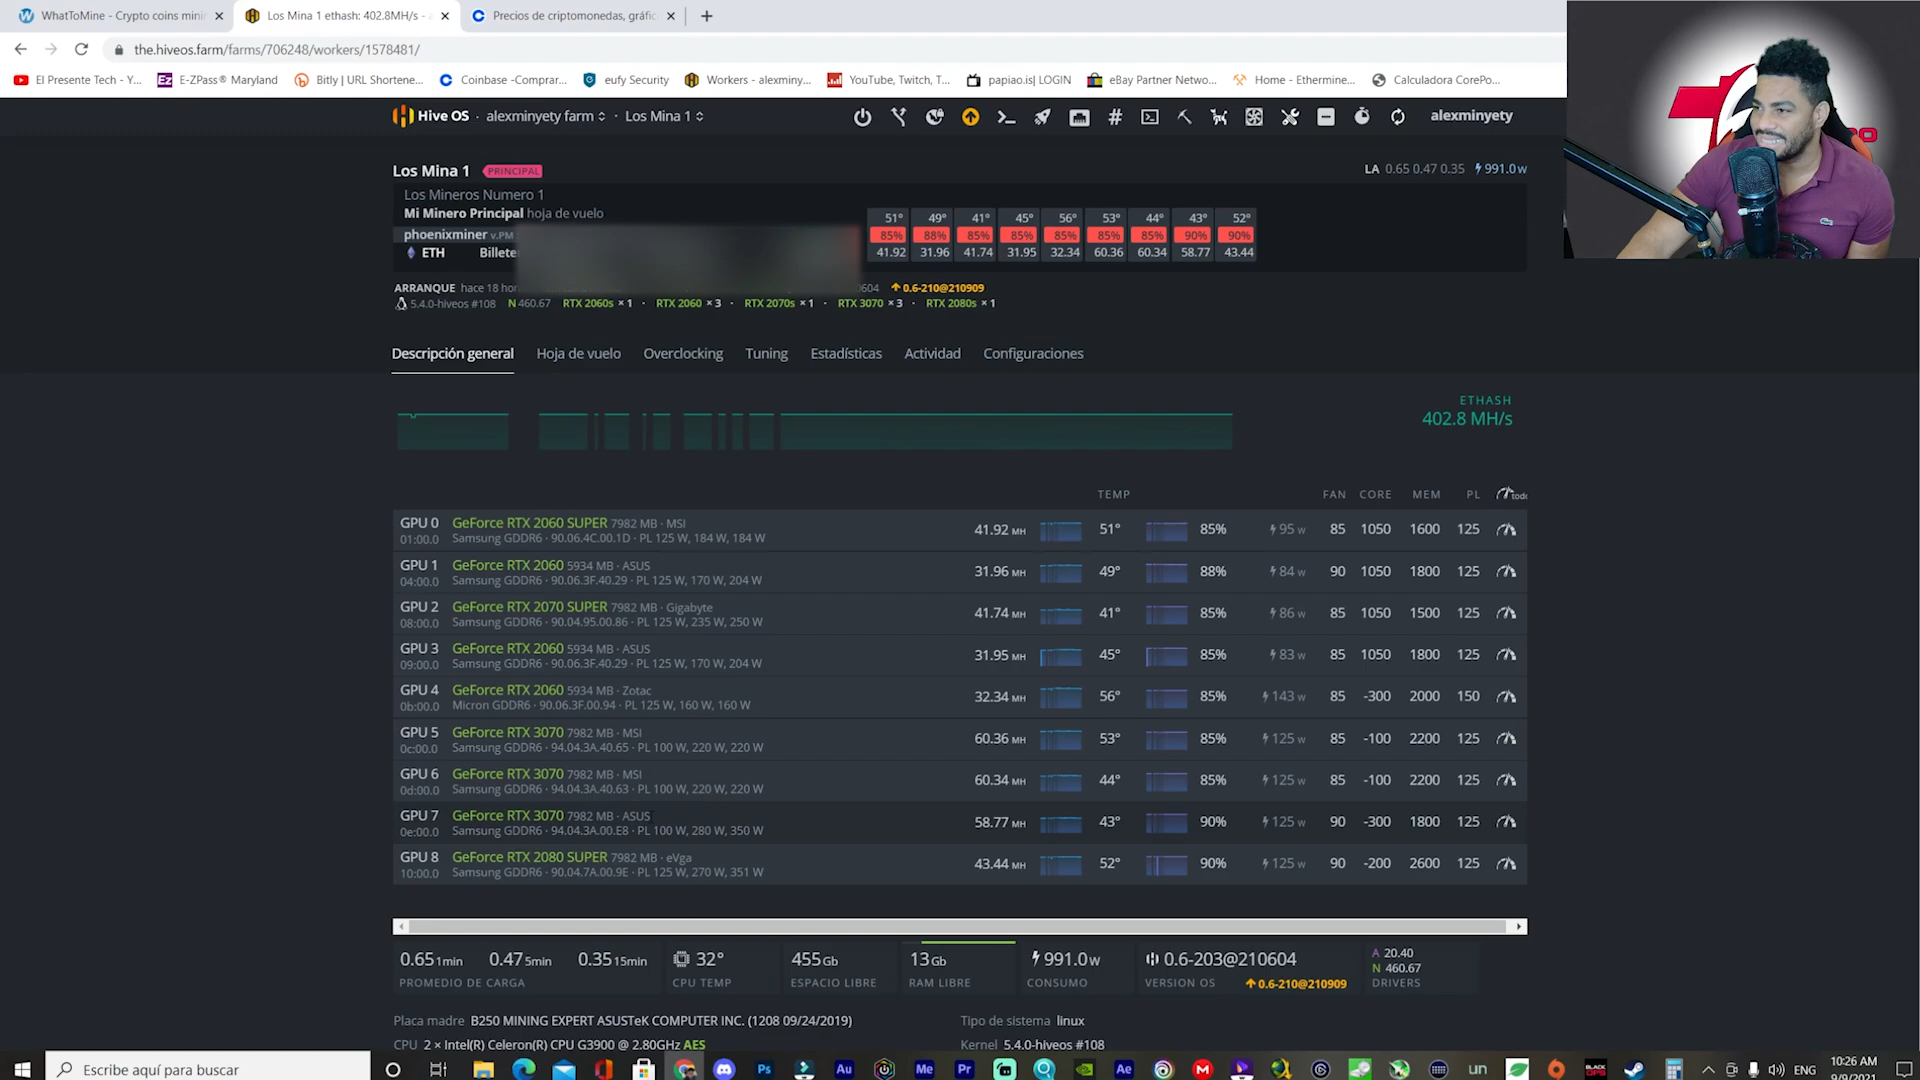 WhatToMine - Crypto coins mini
Los Mina 1 ethash: 402.8MH/s -
Precios de criptomonedas, gráfic
the.hiveos.farm/farms/706248/workers/1578481/
El Presente Tech - Y...
E-ZPass® Maryland
Bitly | URL Shortene...
Coinbase -Comprar...
eufy Security
Workers - alexminy...
YouTube, Twitch, T...
papiao.is| LOGIN
eBay Partner Netwo...
Home - Ethermine...
Calculadora CorePo...
Hive OS · alexminyety farm · Los Mina 1
alexminyety
Los Mina 1 PRINCIPAL
LA 0.65 0.47 0.35 991.0 w
Los Mineros Numero 1
Mi Minero Principal hoja de vuelo
51° 49° 41° 45° 56° 53° 44° 43° 52°
phoenixminer v.PM
85% 88% 85% 85% 85% 85% 85% 90% 90%
ETH Billete
41.92 31.96 41.74 31.95 32.34 60.36 60.34 58.77 43.44
ARRANQUE hace 18 hor
0604 0.6-210@210909
5.4.0-hiveos #108 N 460.67 RTX 2060s × 1 · RTX 2060 × 3 · RTX 2070s × 1 · RTX 3070 × 3 · RTX 2080s × 1
Descripción general Hoja de vuelo Overclocking Tuning Estadísticas Actividad Configuraciones
ETHASH
402.8 MH/s
TEMP FAN CORE MEM PL todo
GPU 0 GeForce RTX 2060 SUPER 7982 MB · MSI
01:00.0 Samsung GDDR6 · 90.06.4C.00.1D · PL 125 W, 184 W, 184 W
41.92 MH 51° 85% 95 W 85 1050 1600 125
GPU 1 GeForce RTX 2060 5934 MB · ASUS
04:00.0 Samsung GDDR6 · 90.06.3F.40.29 · PL 125 W, 170 W, 204 W
31.96 MH 49° 88% 84 W 90 1050 1800 125
GPU 2 GeForce RTX 2070 SUPER 7982 MB · Gigabyte
08:00.0 Samsung GDDR6 · 90.04.95.00.86 · PL 125 W, 235 W, 250 W
41.74 MH 41° 85% 86 W 85 1050 1500 125
GPU 3 GeForce RTX 2060 5934 MB · ASUS
09:00.0 Samsung GDDR6 · 90.06.3F.40.29 · PL 125 W, 170 W, 204 W
31.95 MH 45° 85% 83 W 85 1050 1800 125
GPU 4 GeForce RTX 2060 5934 MB · Zotac
0b:00.0 Micron GDDR6 · 90.06.3F.00.94 · PL 125 W, 160 W, 160 W
32.34 MH 56° 85% 143 W 85 -300 2000 150
GPU 5 GeForce RTX 3070 7982 MB · MSI
0c:00.0 Samsung GDDR6 · 94.04.3A.40.65 · PL 100 W, 220 W, 220 W
60.36 MH 53° 85% 125 W 85 -100 2200 125
GPU 6 GeForce RTX 3070 7982 MB · MSI
0d:00.0 Samsung GDDR6 · 94.04.3A.40.63 · PL 100 W, 220 W, 220 W
60.34 MH 44° 85% 125 W 85 -100 2200 125
GPU 7 GeForce RTX 3070 7982 MB · ASUS
0e:00.0 Samsung GDDR6 · 94.04.3A.00.E8 · PL 100 W, 280 W, 350 W
58.77 MH 43° 90% 125 W 90 -300 1800 125
GPU 8 GeForce RTX 2080 SUPER 7982 MB · eVga
10:00.0 Samsung GDDR6 · 90.04.7A.00.9E · PL 125 W, 270 W, 351 W
43.44 MH 52° 90% 125 W 90 -200 2600 125
0.65 1min 0.47 5min 0.35 15min 32° 455 Gb 13 Gb 991.0 W 0.6-203@210604 A 20.40
N 460.67
PROMEDIO DE CARGA CPU TEMP ESPACIO LIBRE RAM LIBRE CONSUMO VERSION OS 0.6-210@210909 DRIVERS
Placa madre B250 MINING EXPERT ASUSTeK COMPUTER INC. (1208 09/24/2019)
Tipo de sistema linux
CPU 2 × Intel(R) Celeron(R) CPU G3900 @ 2.80GHz AES
Kernel 5.4.0-hiveos #108
Escribe aquí para buscar
Ps
Au
Me
Pr
Ae
un
ENG
10:26 AM
9/9/2021